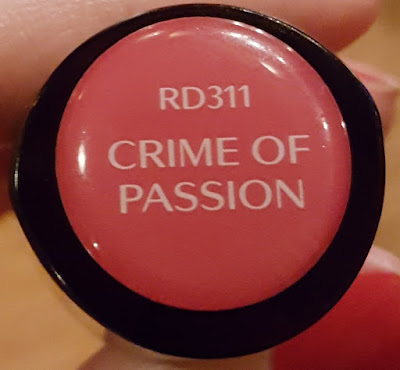 RD311
CRIME OF
PASSION